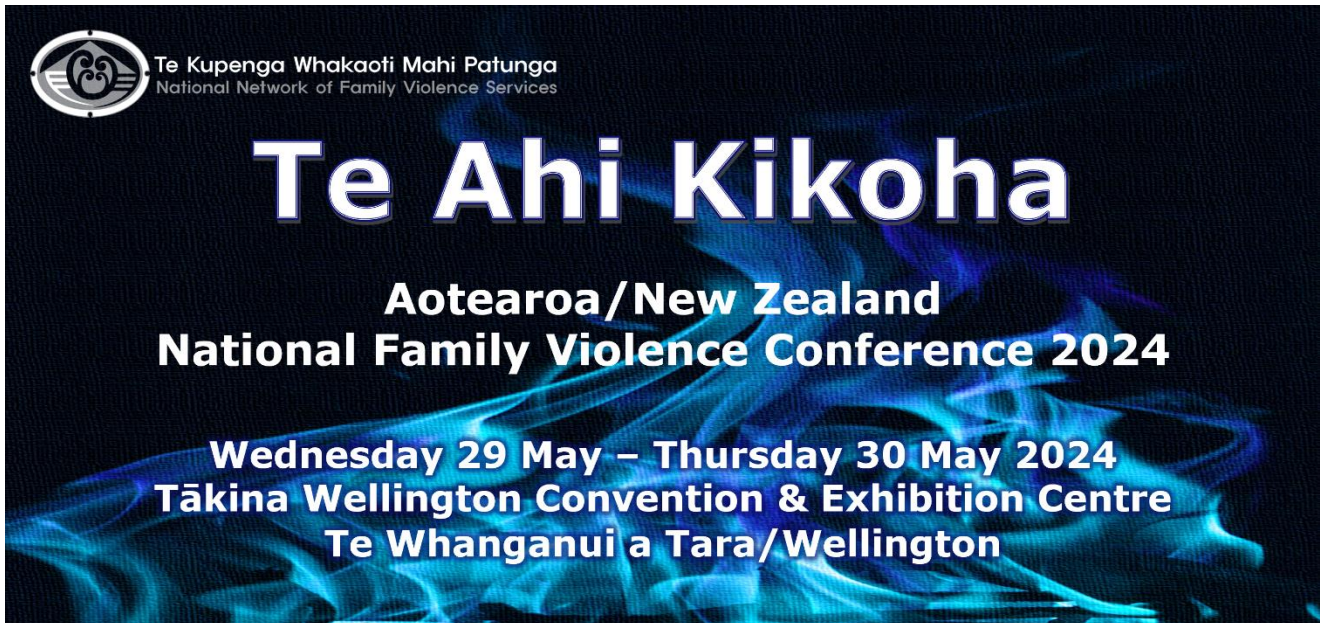 Te Kupenga Whakaoti Mahi Patunga
National Network of Family Violence Services
Te Ahi Kikoha
Aotearoa/New Zealand
National Family Violence Conference 2024
Wednesday 29 May – Thursday 30 May 2024
Tākina Wellington Convention & Exhibition Centre
Te Whanganui a Tara/Wellington